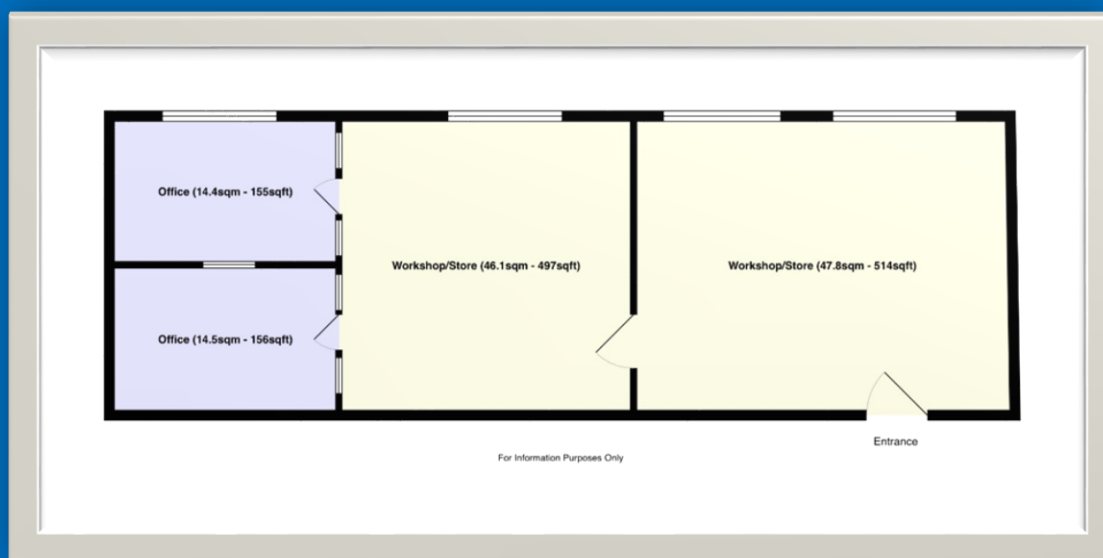 Office (14.4sqm - 155sqft)
Workshop/Store (46.1sqm - 497sqft)
Workshop/Store (47.8sqm - 514sqft)
Office (14.5sqm - 156sqft)
Entrance
For Information Purposes Only